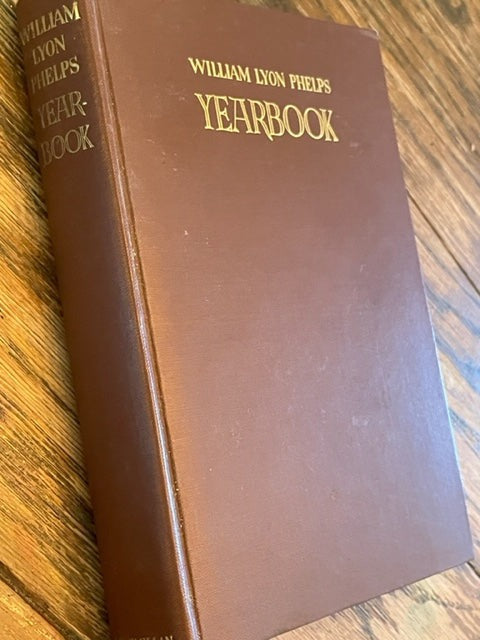 WILLIAM
LYON
PHELPS
YEAR-
BOOK
WILLIAM LYON PHELPS
YEARBOOK